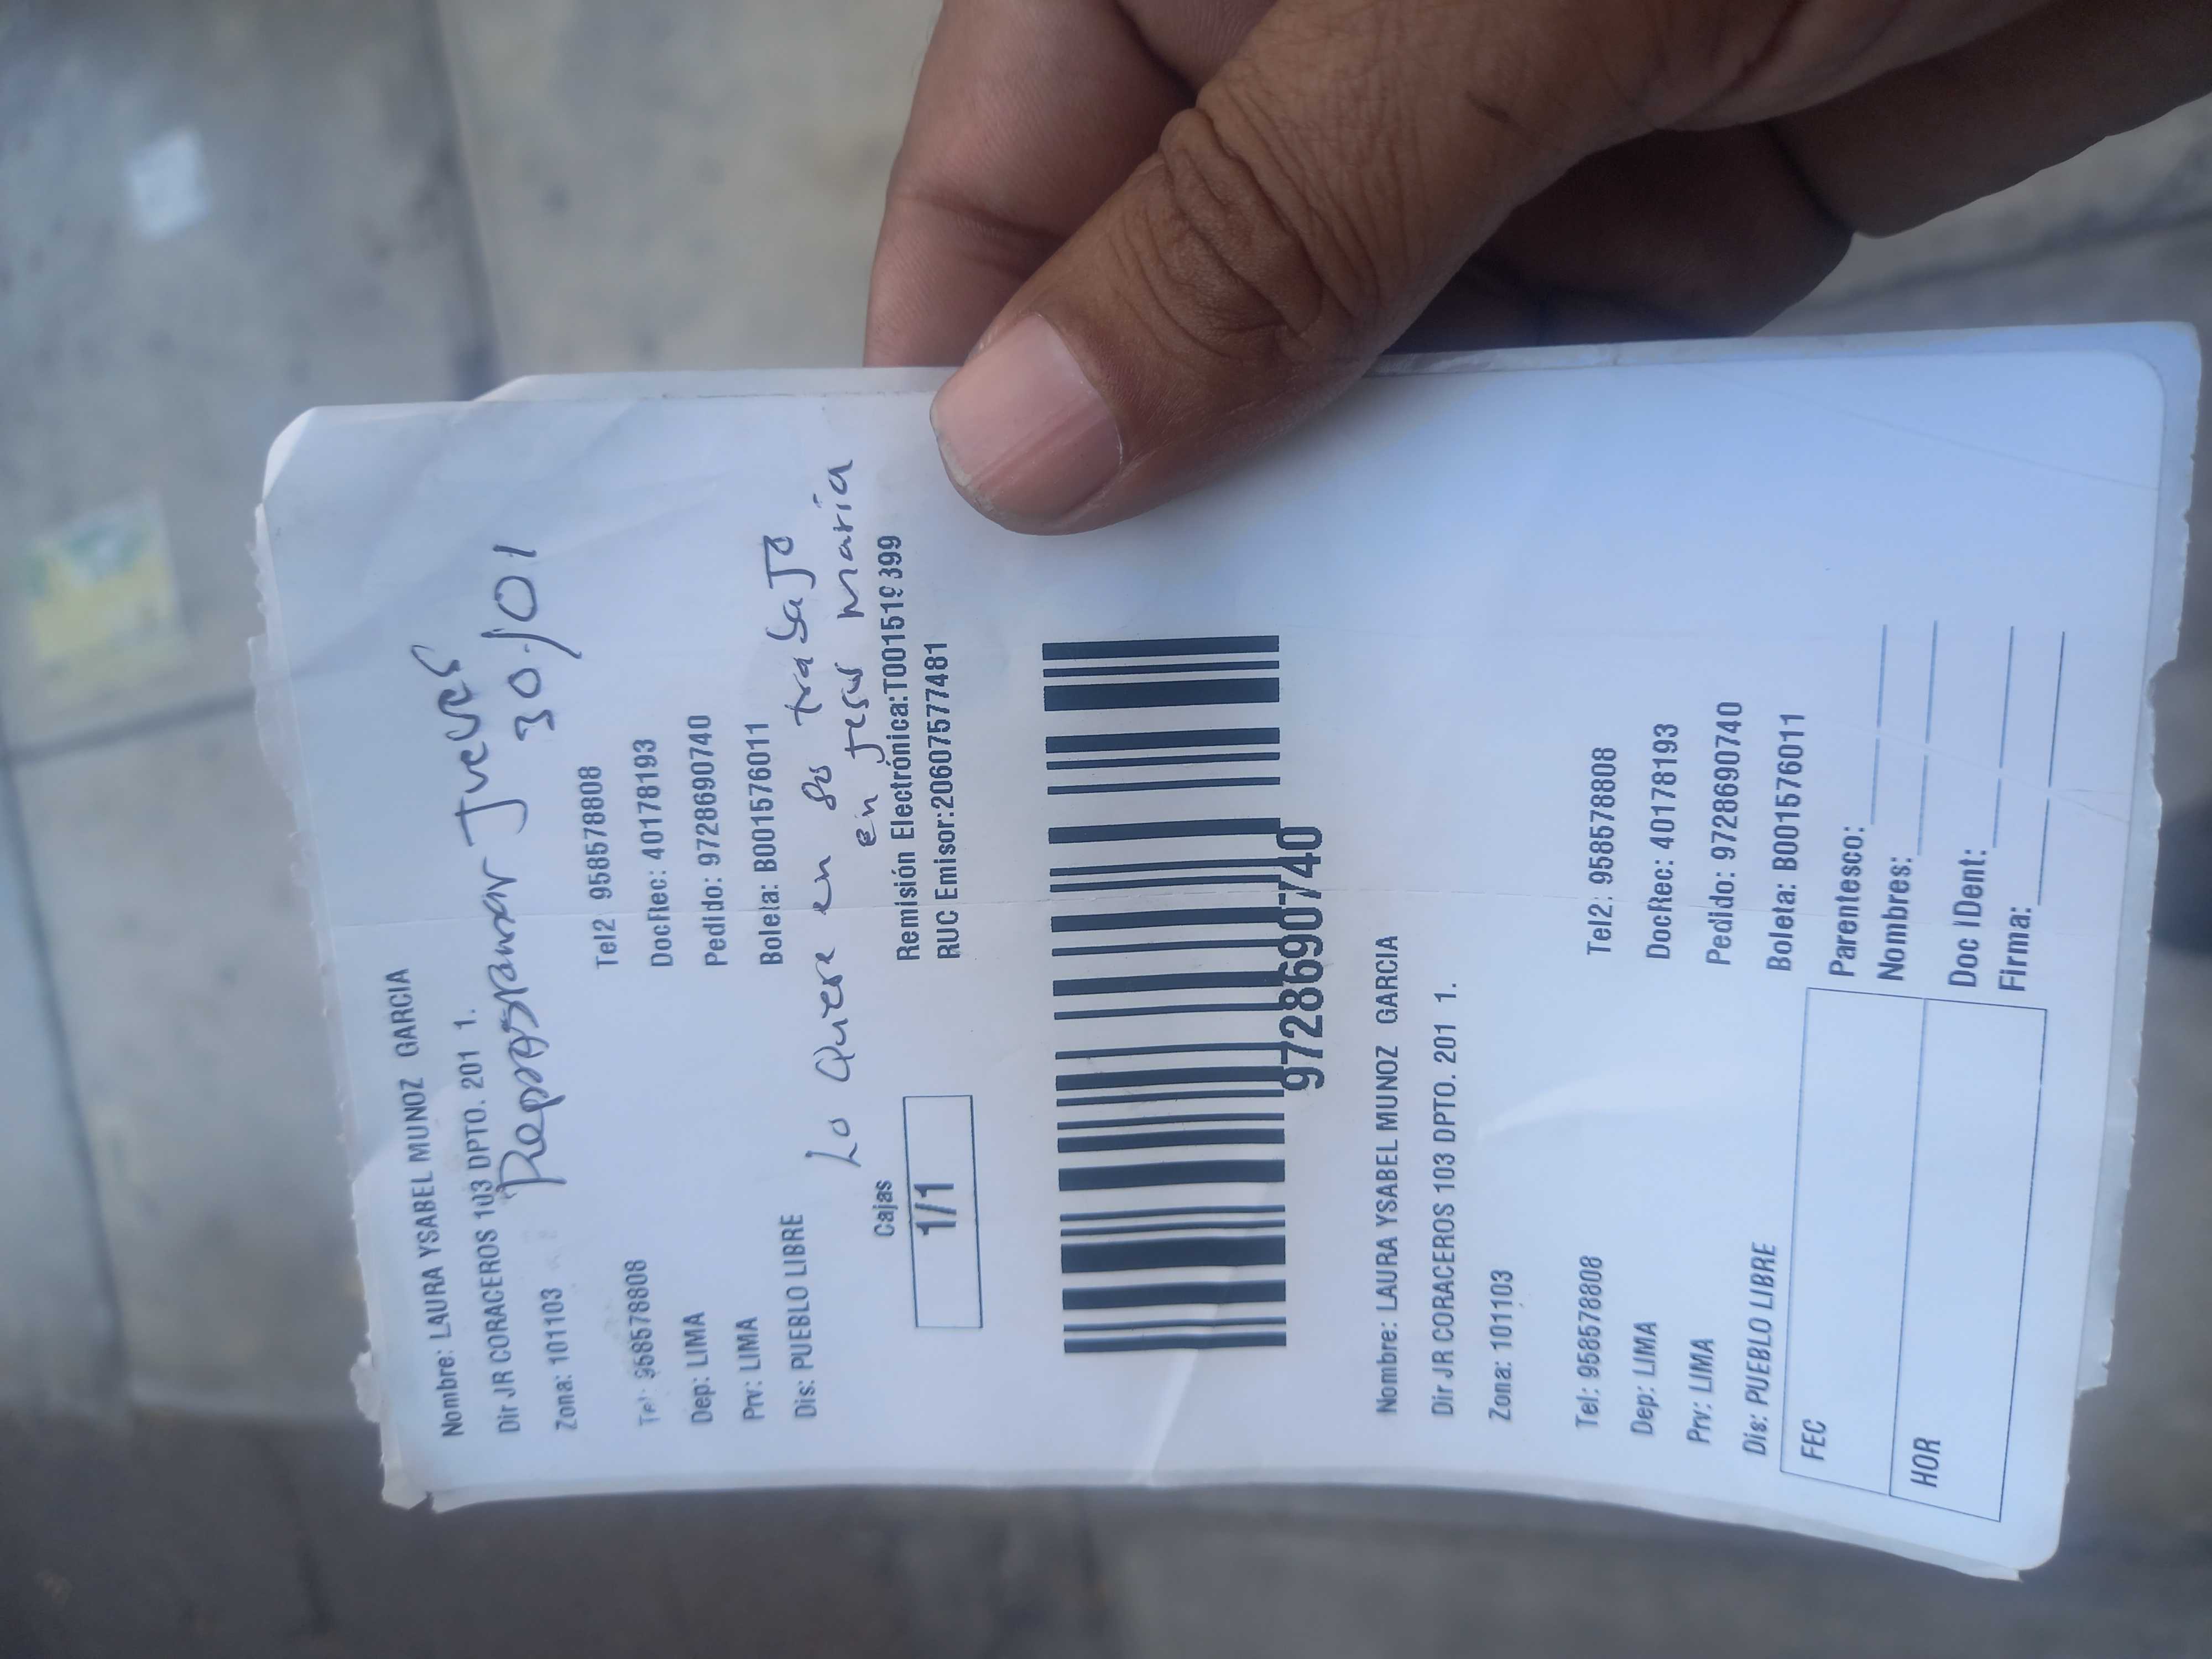 Nombre: LAURA YSABEL MUNOZ GARCIA
Dir JR CORACEROS 103 DPTO. 201 1.
Reprogramar Jueves
30/01
Zona: 101103
Tel: 958578808 Tel2 958578808
Dep: LIMA DocRec: 40178193
Prv: LIMA Pedido: 9728690740
Dis: PUEBLO LIBRE Boleta: B001576011
Lo Quiere en su trabajo
en Jesus Maria
Cajas
1/1
Remisión Electrónica:T001519399
RUC Emisor:20607577481
9728690740
Nombre: LAURA YSABEL MUNOZ GARCIA
Dir JR CORACEROS 103 DPTO. 201 1.
Zona: 101103
Tel: 958578808 Tel2: 958578808
Dep: LIMA DocRec: 40178193
Prv: LIMA Pedido: 9728690740
Dis: PUEBLO LIBRE Boleta: B001576011
FEC Parentesco:
Nombres:
HOR Doc IDent:
Firma: